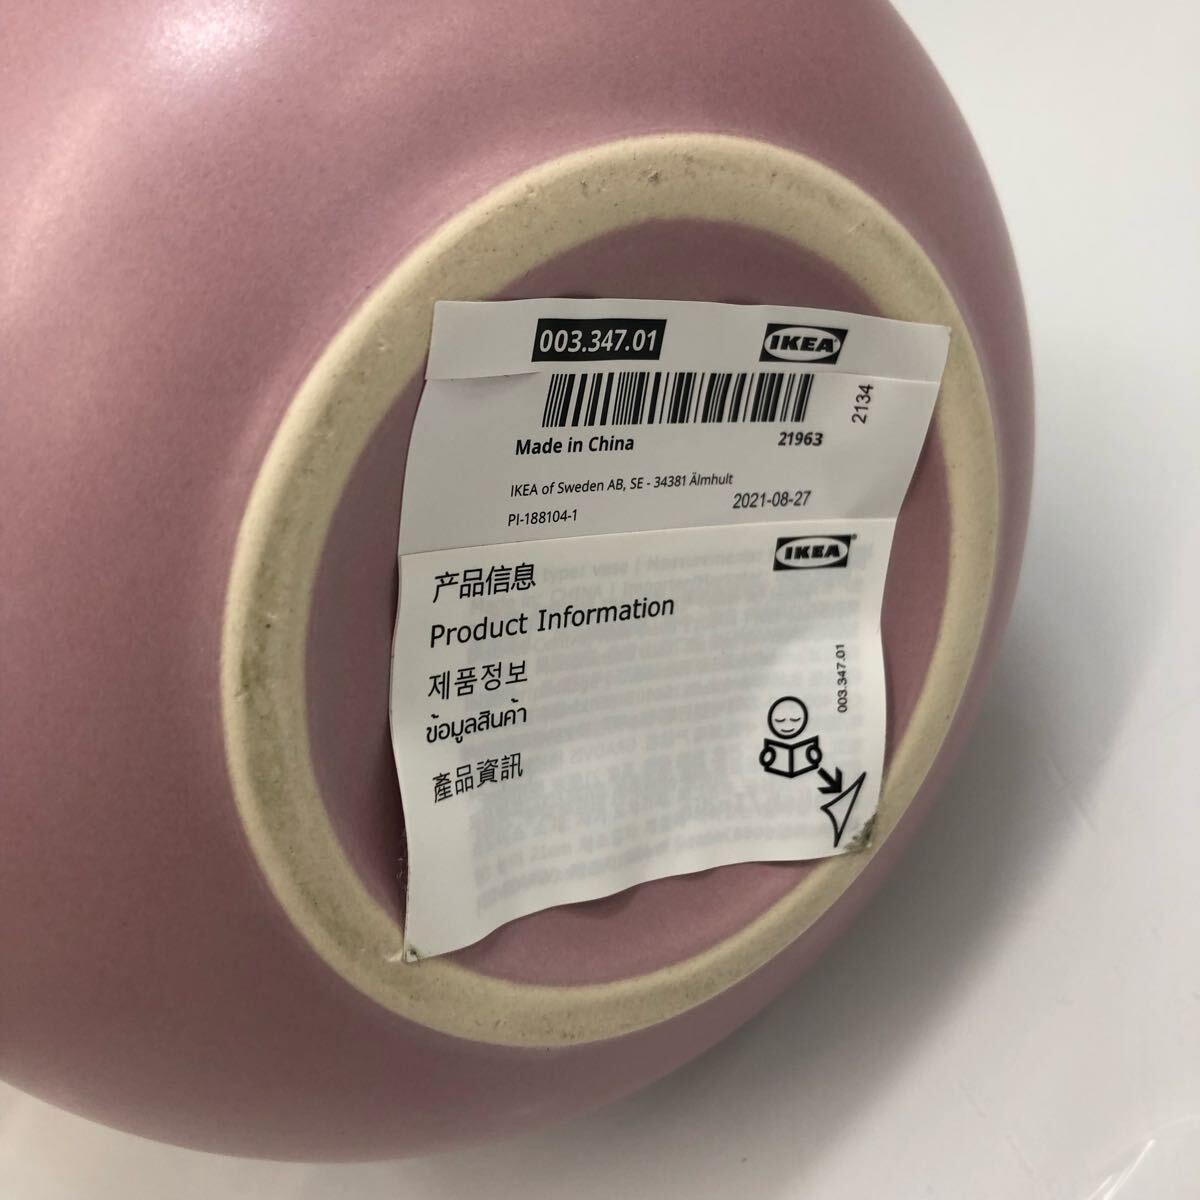 003.347.01
IKEA
2134
Made in China
21963
IKEA of Sweden AB, SE - 34381 Älmhult
PI-188104-1
2021-08-27
IKEA
产品信息
Product Information
제품정보
ข้อมูลสินค้า
產品資訊
003.347.01